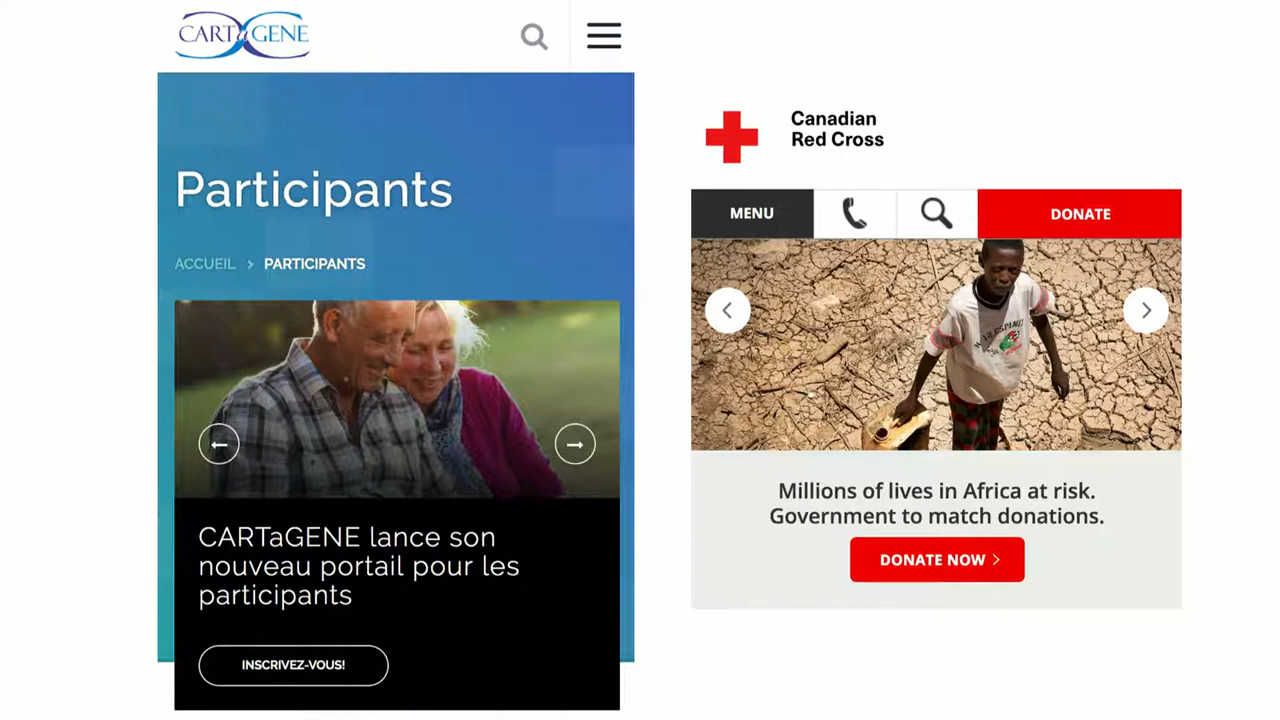 CARTaGENE
Participants
ACCUEIL > PARTICIPANTS
CARTaGENE lance son
nouveau portail pour les
participants
INSCRIVEZ-VOUS!
Canadian
Red Cross
MENU
DONATE
Millions of lives in Africa at risk.
Government to match donations.
DONATE NOW >